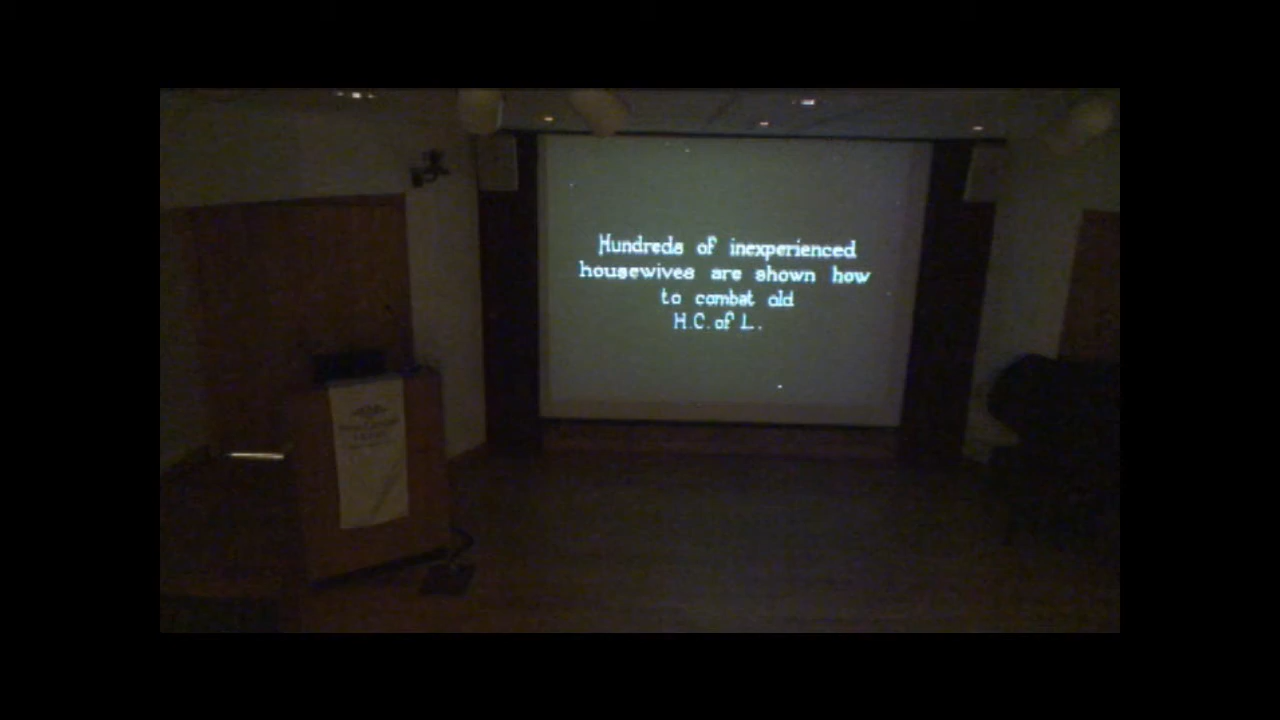 Hundreds of inexperienced
housewives are shown how
to combat old
H.C. of L.